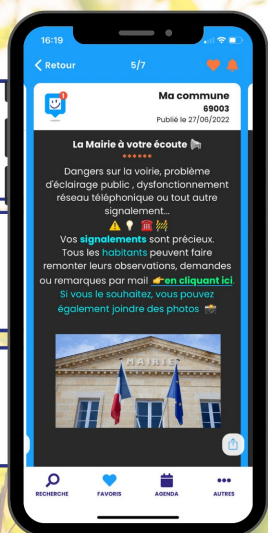 16:19
Retour
5/7
Ma commune
69003
Publié le 27/06/2022
La Mairie à votre écoute
******
Dangers sur la voirie, problème
d'éclairage public , dysfonctionnement
réseau téléphonique ou tout autre
signalement...
Vos signalements sont précieux.
Tous les habitants peuvent faire
remonter leurs observations, demandes
ou remarques par mail 👉en cliquant ici.
Si vous le souhaitez, vous pouvez
également joindre des photos 📸
MAIRIE
RECHERCHE
FAVORIS
AGENDA
AUTRES